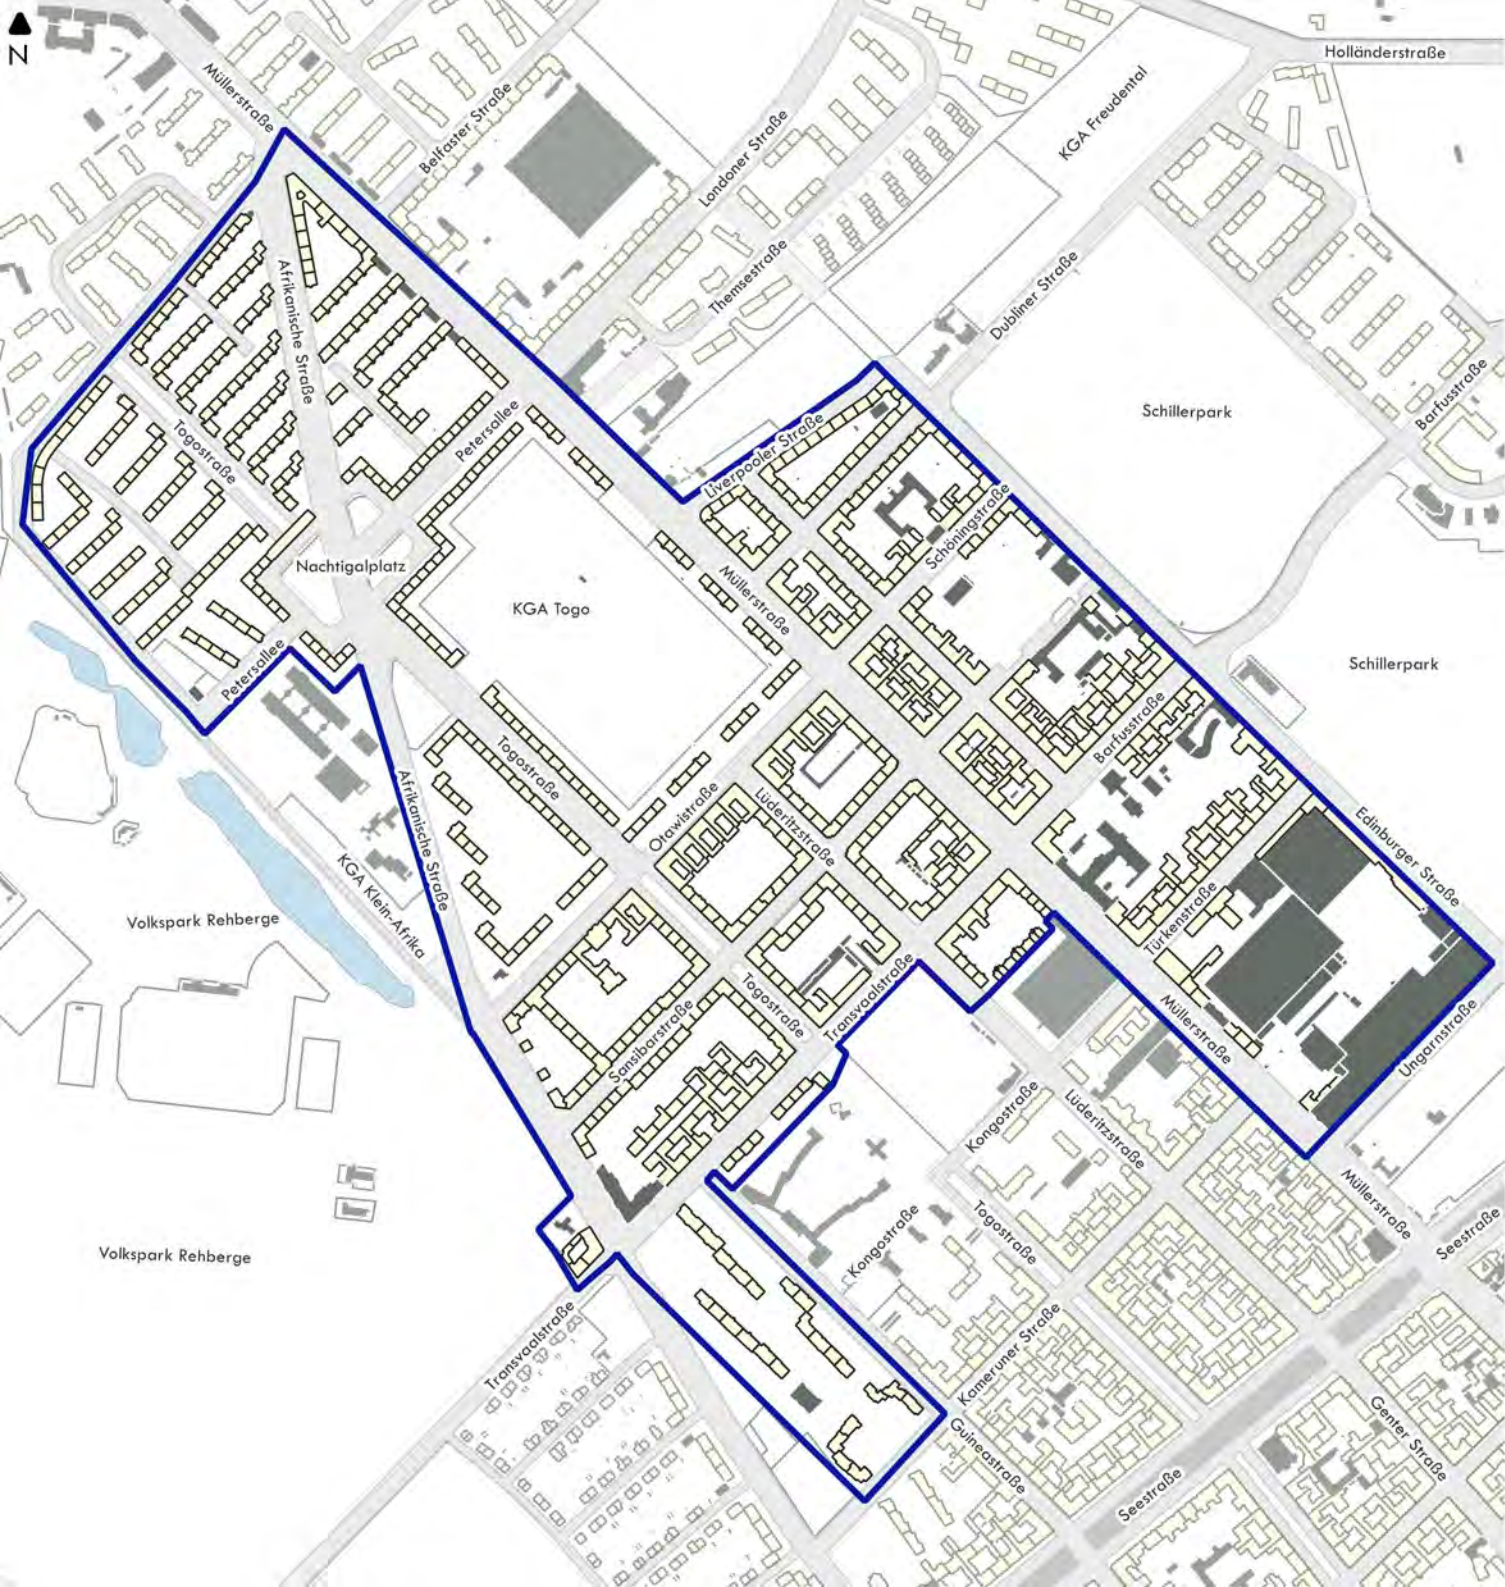 N
Holländerstraße
Müllerstraße
Belfaster Straße
KGA Freudental
Londoner Straße
Themsestraße
Dubliner Straße
Afrikanische Straße
Barfusstraße
Schillerpark
Petersallee
Togostraße
Liverpooler Straße
Schöningstraße
Nachtigalplatz
KGA Togo
Müllerstraße
Petersallee
Schillerpark
Barfusstraße
Togostraße
Otawistraße
Lüderitzstraße
Afrikanische Straße
Edinburger Straße
KGA Klein-Afrika
Volkspark Rehberge
Türkenstraße
Togostraße
Transvaalstraße
Müllerstraße
Sansibarstraße
Ungarnstraße
Kongostraße
Lüderitzstraße
Müllerstraße
Seestraße
Togostraße
Kongostraße
Volkspark Rehberge
Transvaalstraße
Kameruner Straße
Guineastraße
Genter Straße
Seestraße